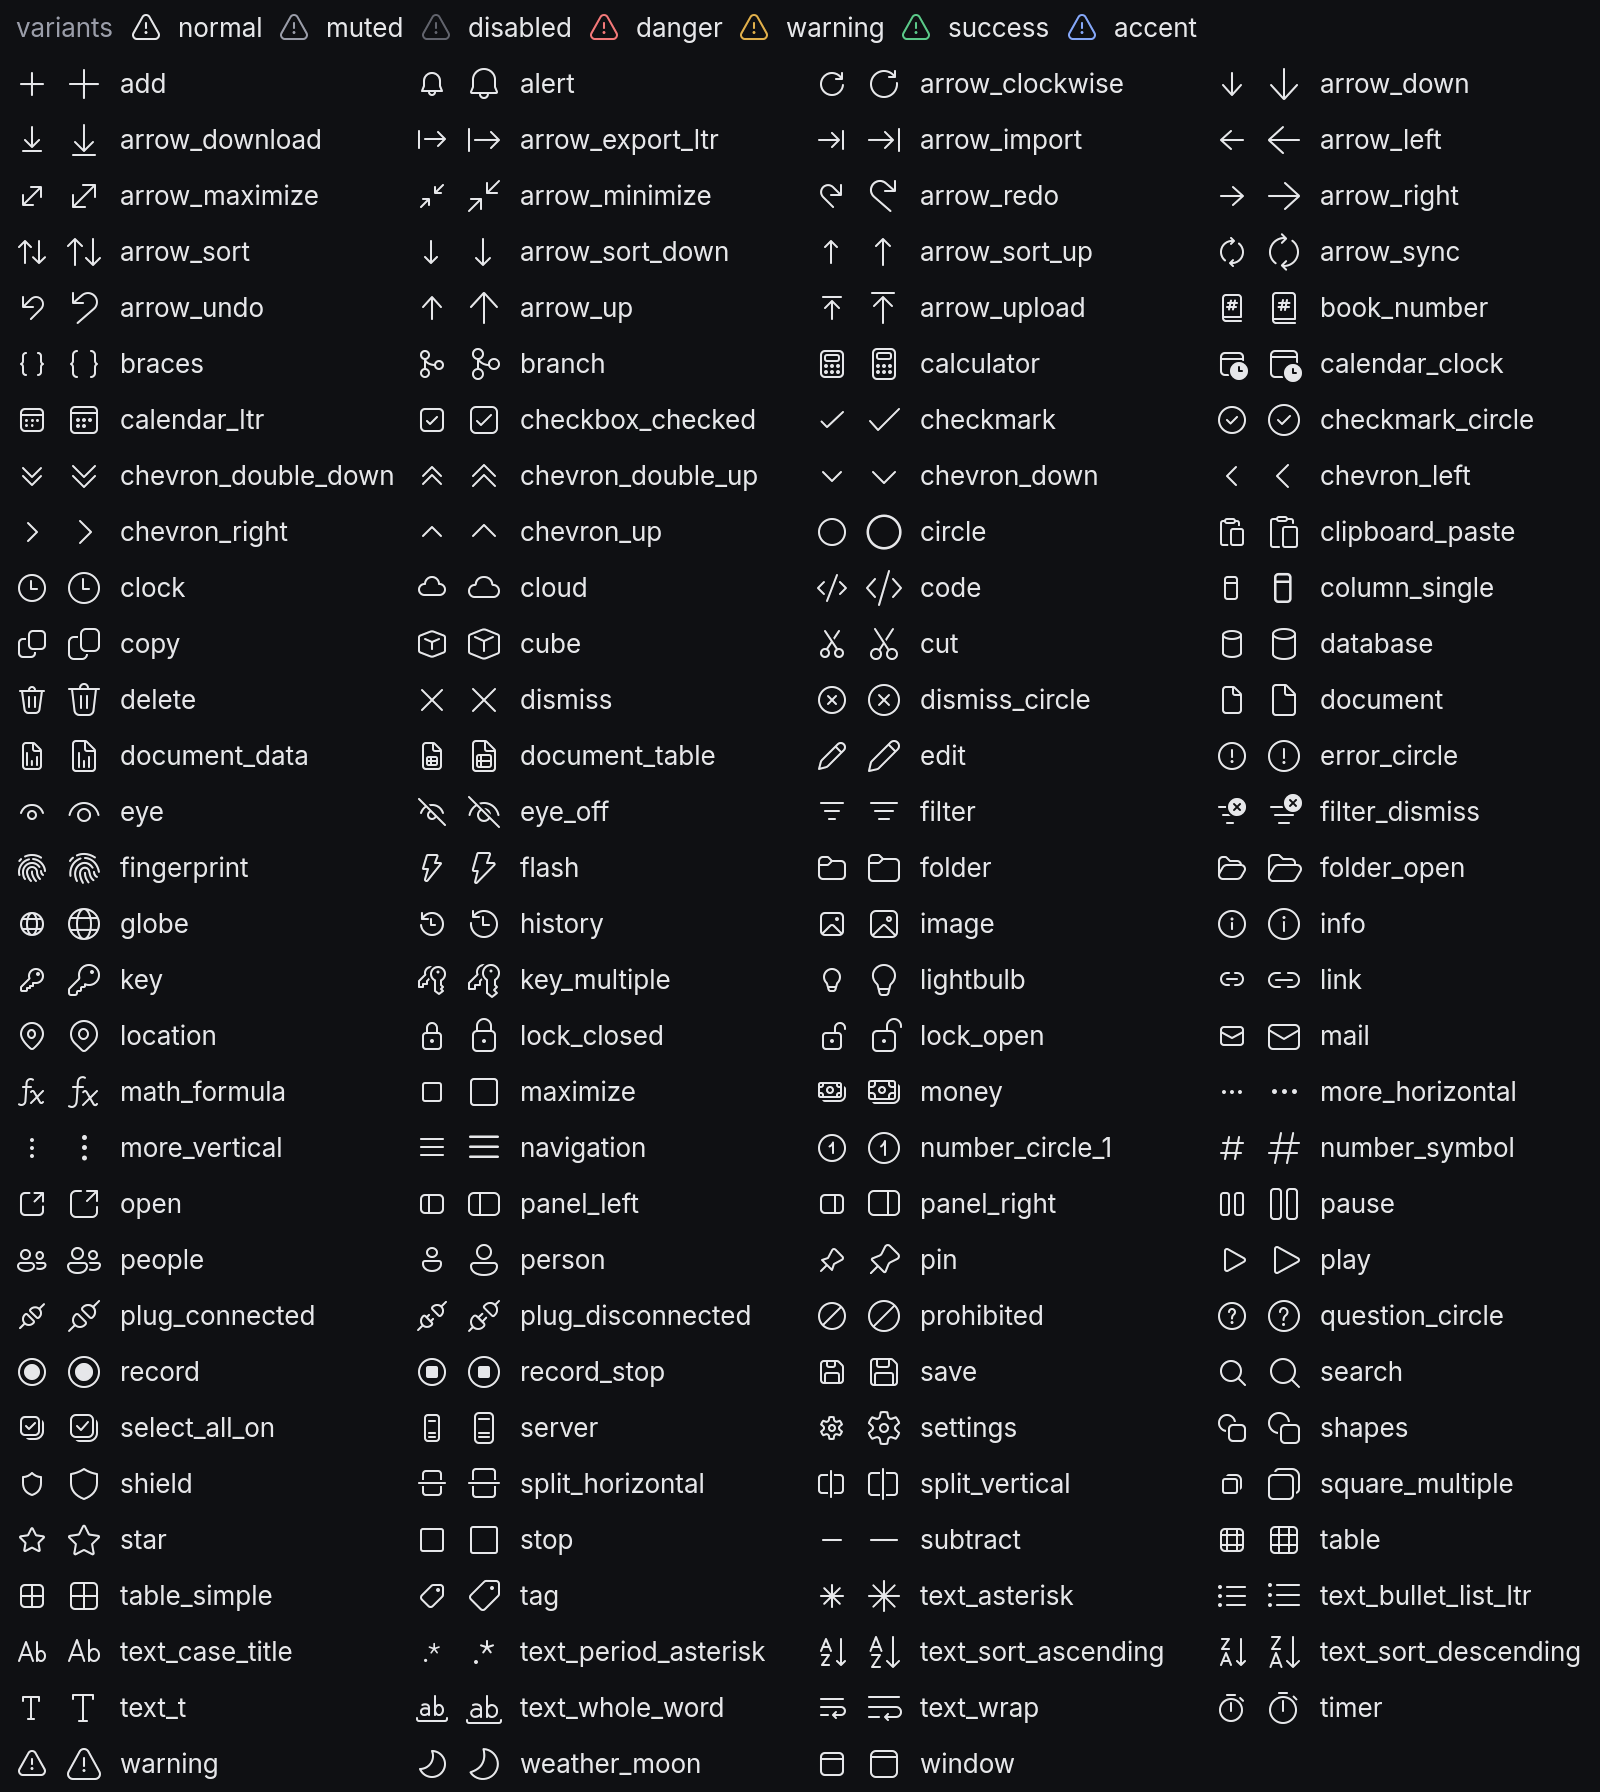 variants normal muted disabled danger warning success accent
add alert arrow_clockwise arrow_down
arrow_download arrow_export_ltr arrow_import arrow_left
arrow_maximize arrow_minimize arrow_redo arrow_right
arrow_sort arrow_sort_down arrow_sort_up arrow_sync
arrow_undo arrow_up arrow_upload book_number
braces branch calculator calendar_clock
calendar_ltr checkbox_checked checkmark checkmark_circle
chevron_double_down chevron_double_up chevron_down chevron_left
chevron_right chevron_up circle clipboard_paste
clock cloud code column_single
copy cube cut database
delete dismiss dismiss_circle document
document_data document_table edit error_circle
eye eye_off filter filter_dismiss
fingerprint flash folder folder_open
globe history image info
key key_multiple lightbulb link
location lock_closed lock_open mail
math_formula maximize money more_horizontal
more_vertical navigation number_circle_1 number_symbol
open panel_left panel_right pause
people person pin play
plug_connected plug_disconnected prohibited question_circle
record record_stop save search
select_all_on server settings shapes
shield split_horizontal split_vertical square_multiple
star stop subtract table
table_simple tag text_asterisk text_bullet_list_ltr
text_case_title text_period_asterisk text_sort_ascending text_sort_descending
text_t text_whole_word text_wrap timer
warning weather_moon window